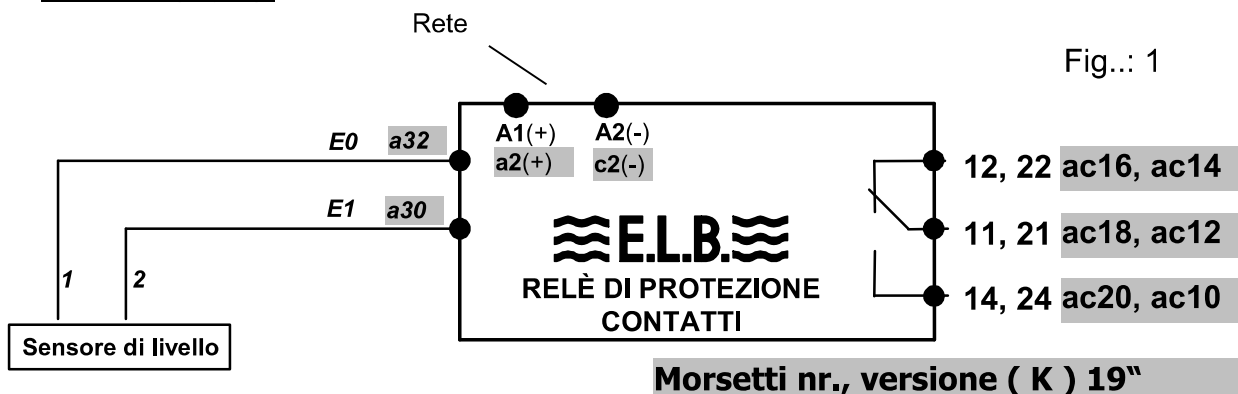 Rete
Fig..: 1
E0 a32
A1(+) A2(-)
a2(+) c2(-)
12, 22 ac16, ac14
E1 a30
11, 21 ac18, ac12
E.L.B.
RELÈ DI PROTEZIONE
CONTATTI
14, 24 ac20, ac10
1 2
Sensore di livello
Morsetti nr., versione ( K ) 19“